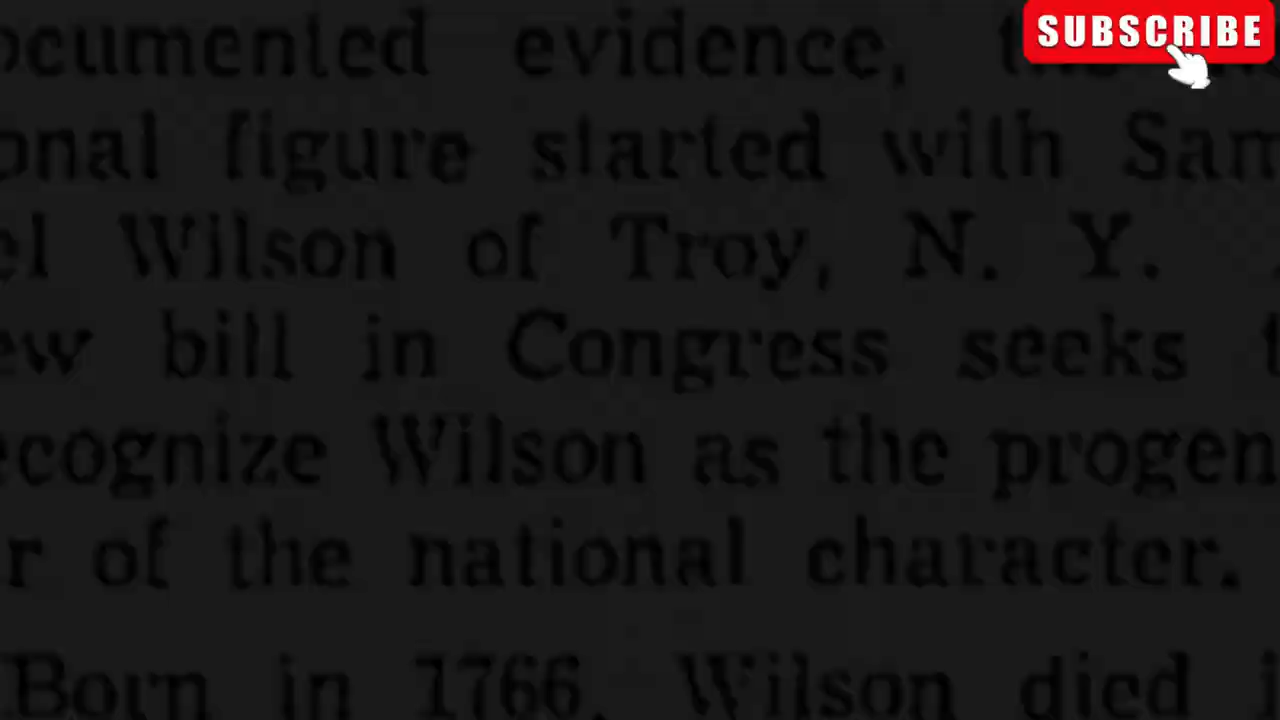 SUBSCRIBE
ocumented evidence,
onal figure started with Sam
el Wilson of Troy, N. Y.
ew bill in Congress seeks t
ecognize Wilson as the progen
r of the national character.
Born in 1766, Wilson died i